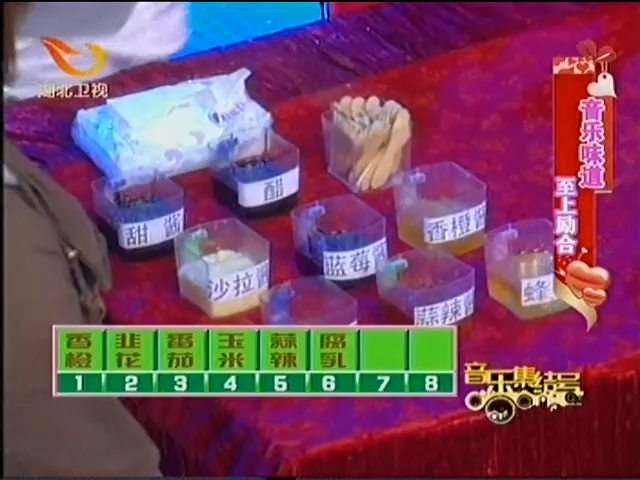 湖北卫视
音乐味道
至上励合
醋
甜酱
香橙酱
沙拉酱
蓝莓酱
蒜辣酱
蜂
香橙 韭花 番茄 玉米 蒜辣 腐乳
1 2 3 4 5 6 7 8
音乐集结号